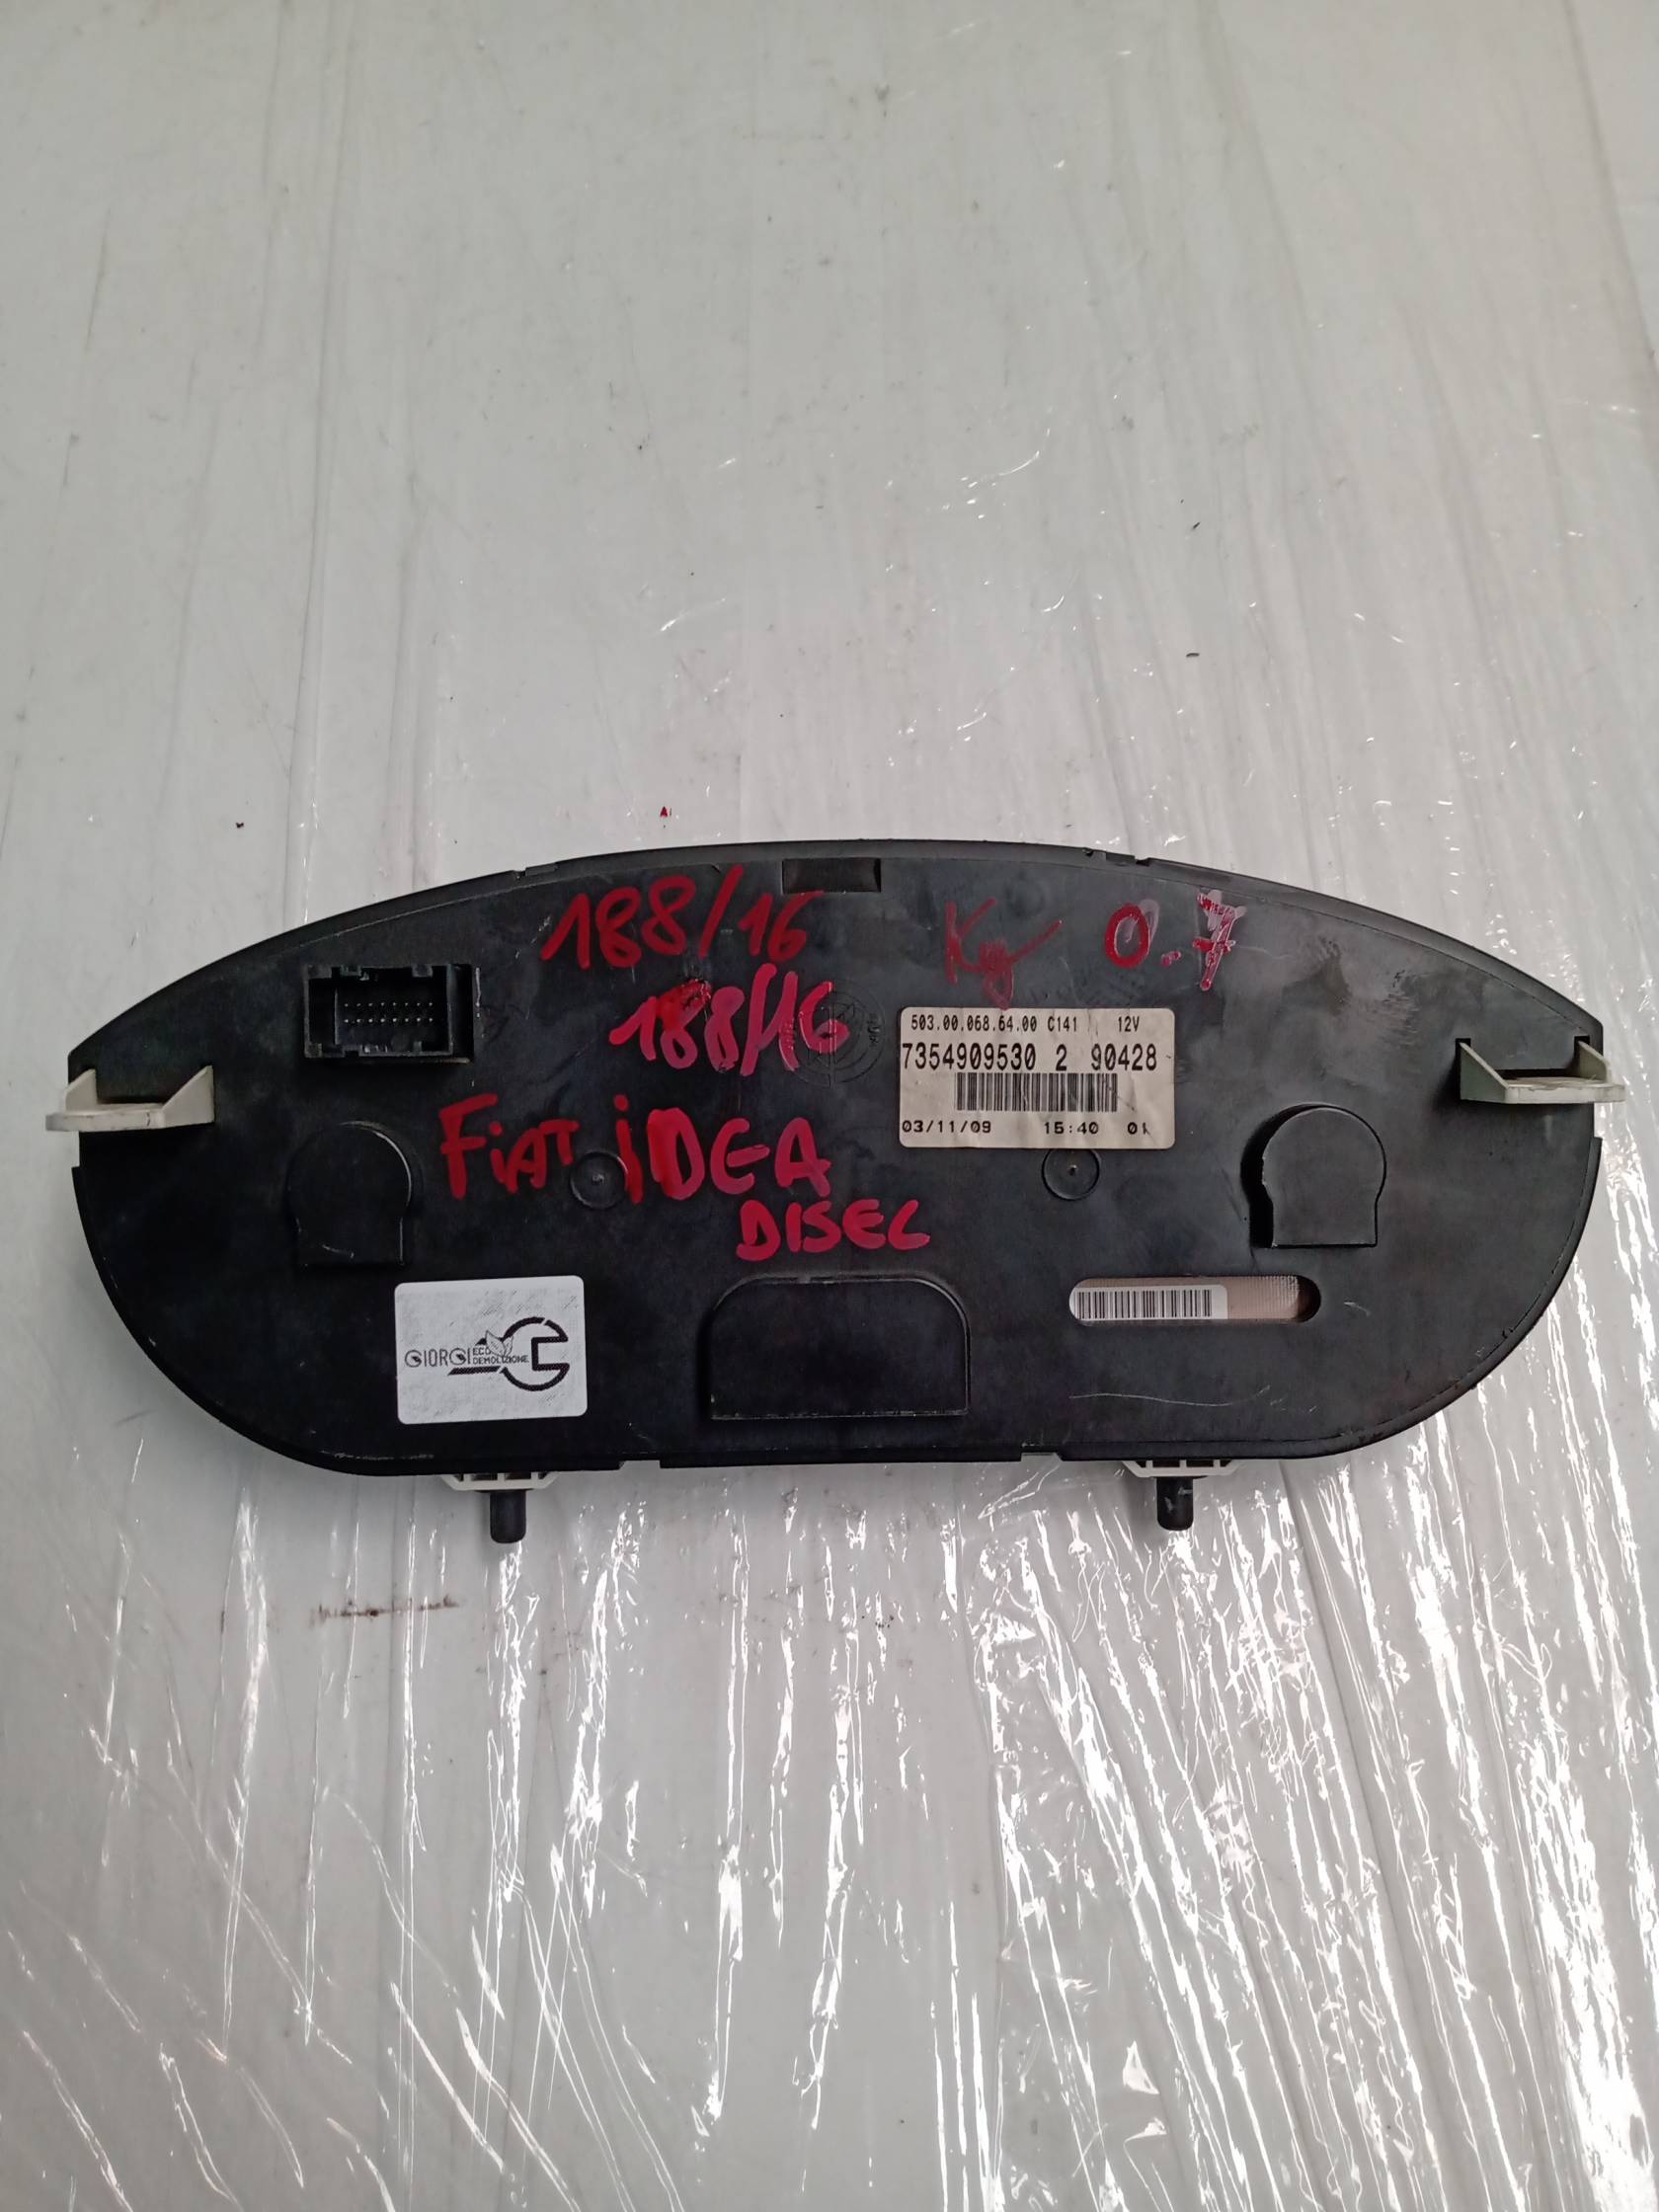 188/16
Kg 0.7
188/16
503.00.068.64.00 C141 12V
7354909530 2 90428
03/11/09 15:40 01
FiAT iDEA
DISEL
GIORGI ECO DEMOLIZIONE